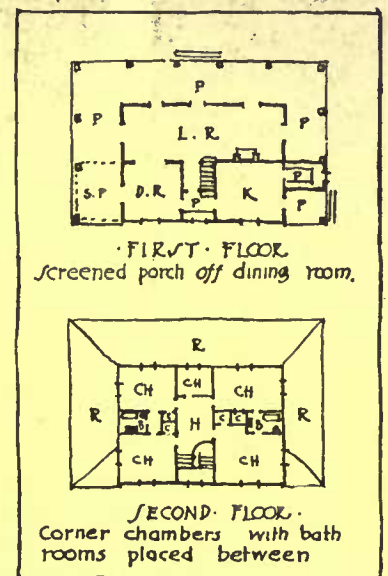 P
P
P
L.R
S.P
D.R
P
K
P
P
·FIRST·FLOOR
screened porch off dining room.
R
CH
CH
CH
R
B
C
C
H
C
C
B
R
CH
CH
SECOND·FLOOR·
Corner chambers with bath
rooms placed between